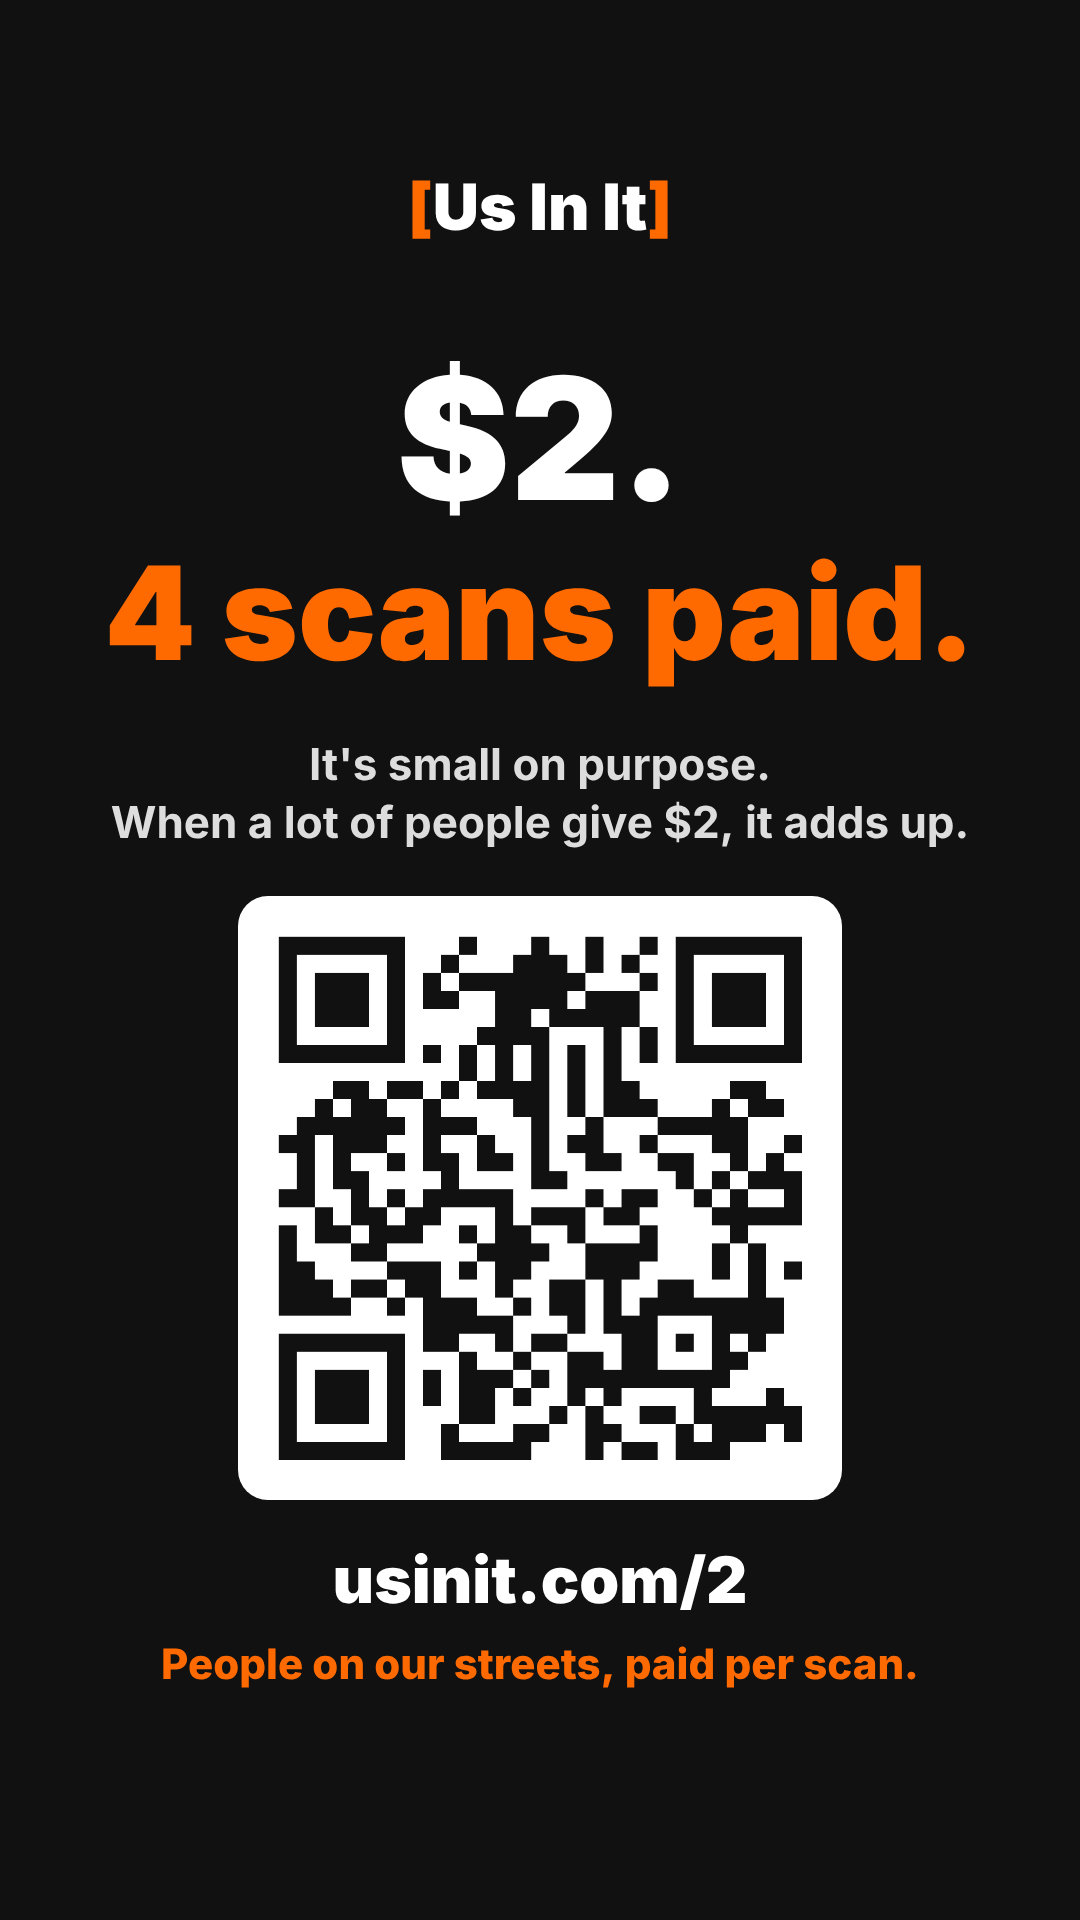 [Us In It]
$2.
4 scans paid.
It's small on purpose.
When a lot of people give $2, it adds up.
usinit.com/2
People on our streets, paid per scan.